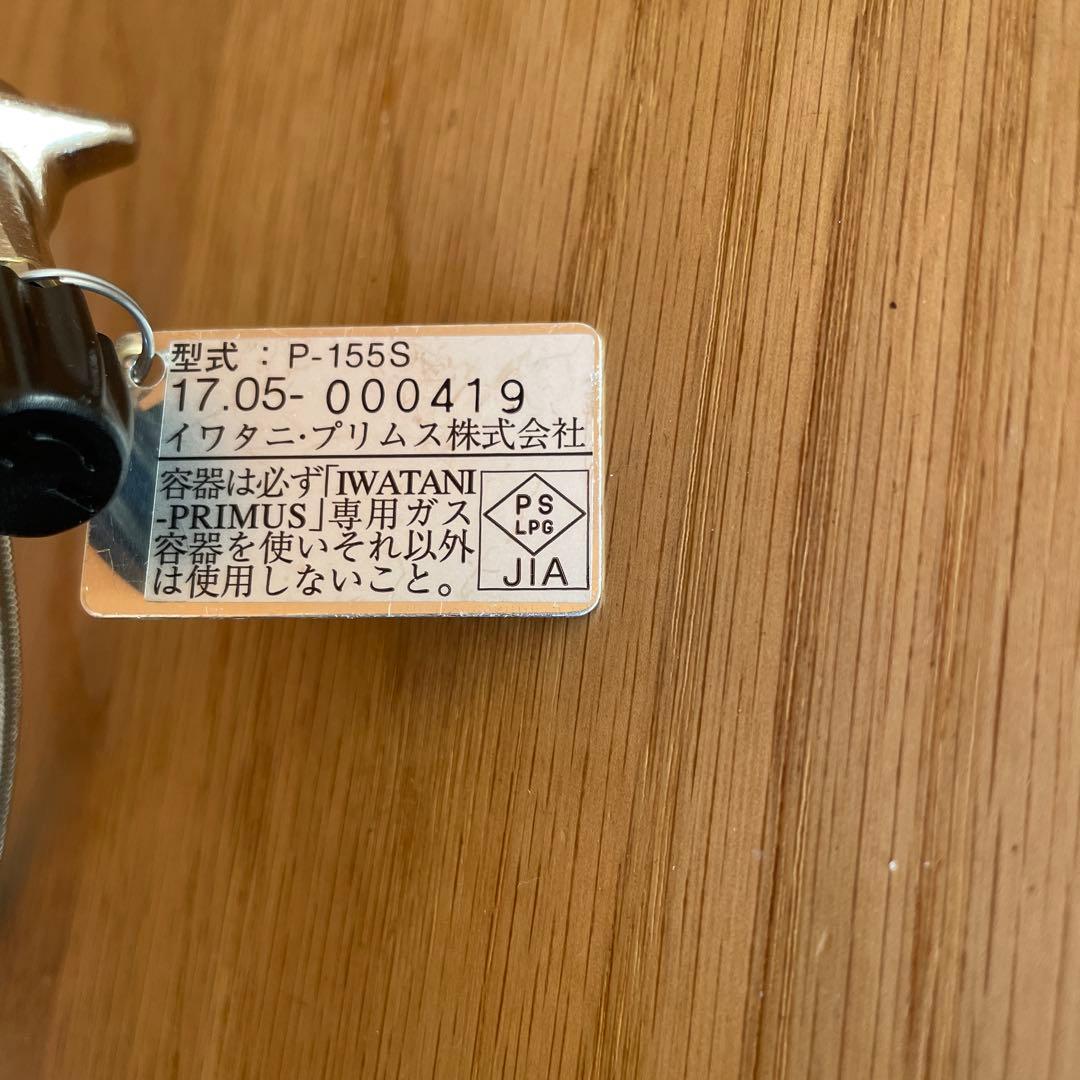 型式 : P-155S
17.05- 000419
イワタニ・プリムス株式会社
容器は必ず「IWATANI
-PRIMUS」専用ガス
容器を使いそれ以外
は使用しないこと。
PS
LPG
JIA